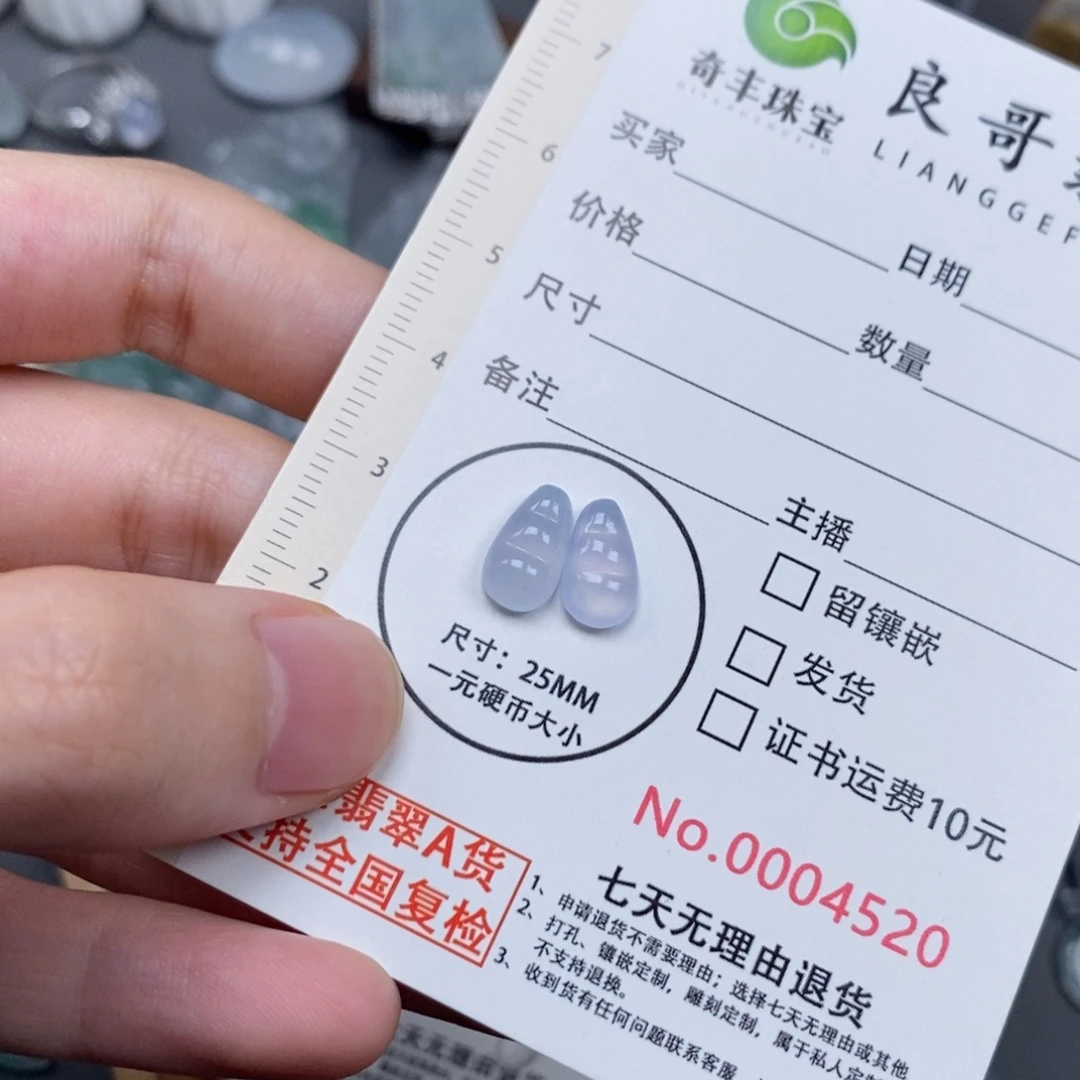 奇丰珠宝
良哥
LIANGGEF
买家
日期
价格
数量
尺寸
备注
主播
留镶嵌
发货
证书运费10元
7
6
5
4
3
2
尺寸：25MM
一元硬币大小
No.0004520
翡翠A货
持全国复检
七天无理由退货
1、申请退货不需要理由；选择七天无理由或其他
2、打孔、镶嵌定制，雕刻定制，属于私人定
不支持退换。
3、收到货有任何问题联系客服